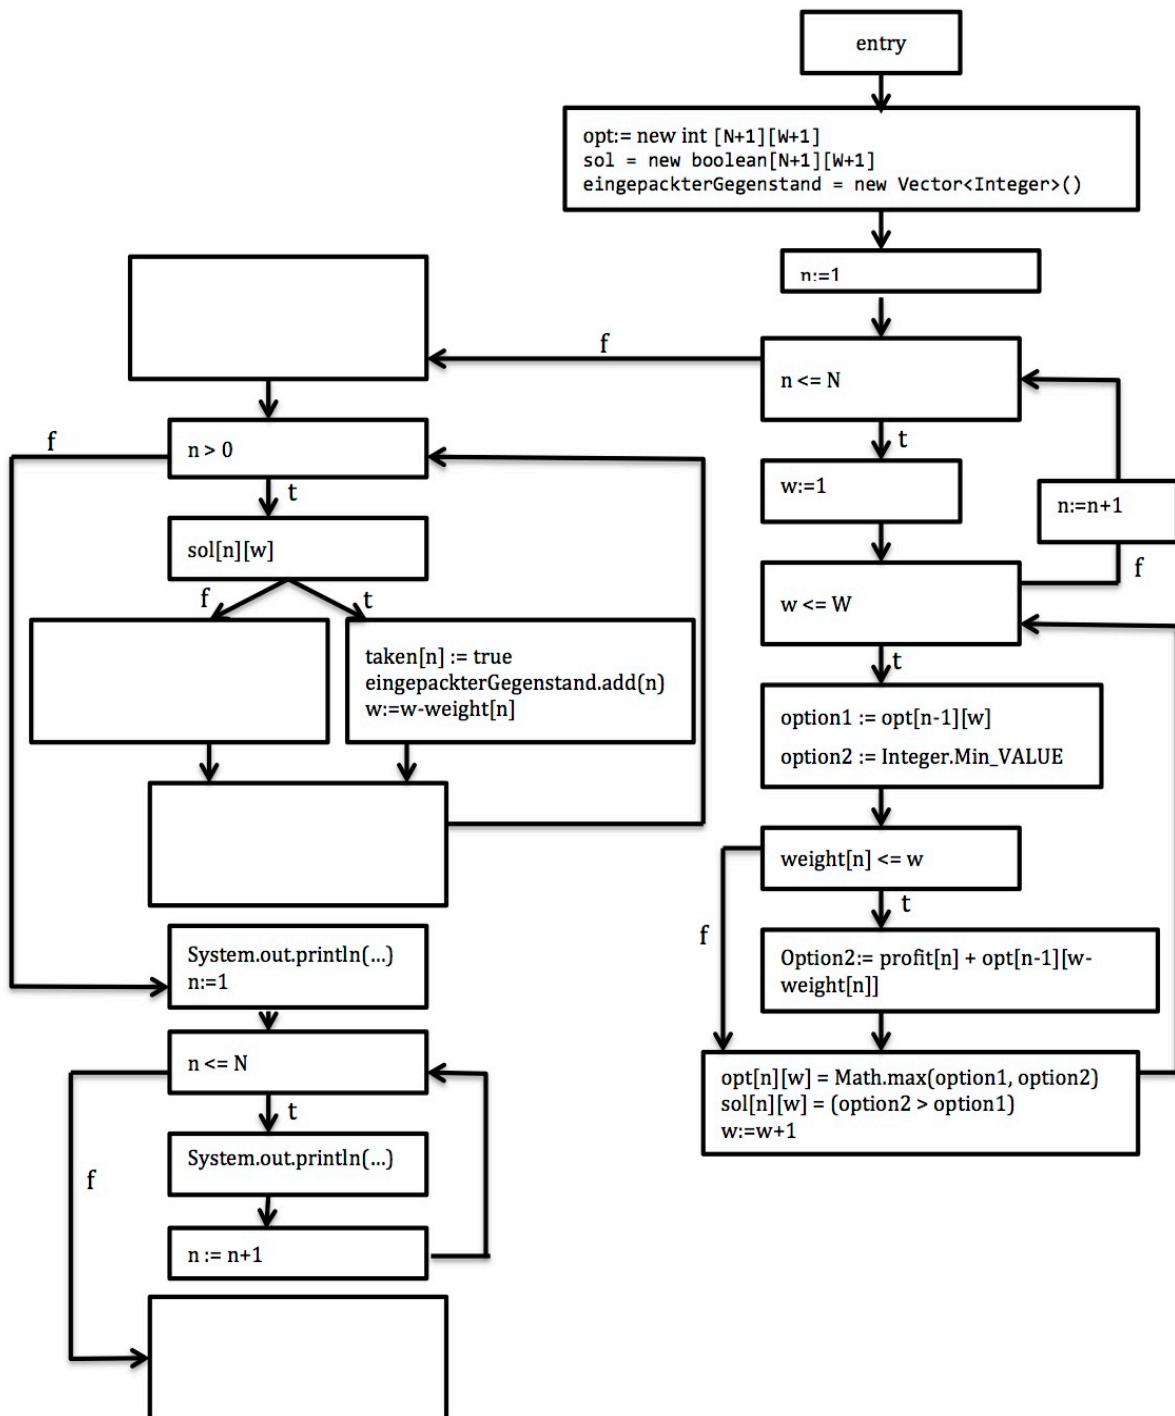 entry
opt:= new int [N+1][W+1]
sol = new boolean[N+1][W+1]
eingepackterGegenstand = new Vector<Integer>()
n:=1
n <= N
f
t
w:=1
n:=n+1
w <= W
f
t
option1 := opt[n-1][w]
option2 := Integer.Min_VALUE
weight[n] <= w
f
t
Option2:= profit[n] + opt[n-1][w-
weight[n]]
opt[n][w] = Math.max(option1, option2)
sol[n][w] = (option2 > option1)
w:=w+1
n > 0
f
t
sol[n][w]
f
t
taken[n] := true
eingepackterGegenstand.add(n)
w:=w-weight[n]
System.out.println(...)
n:=1
n <= N
t
f
System.out.println(...)
n := n+1